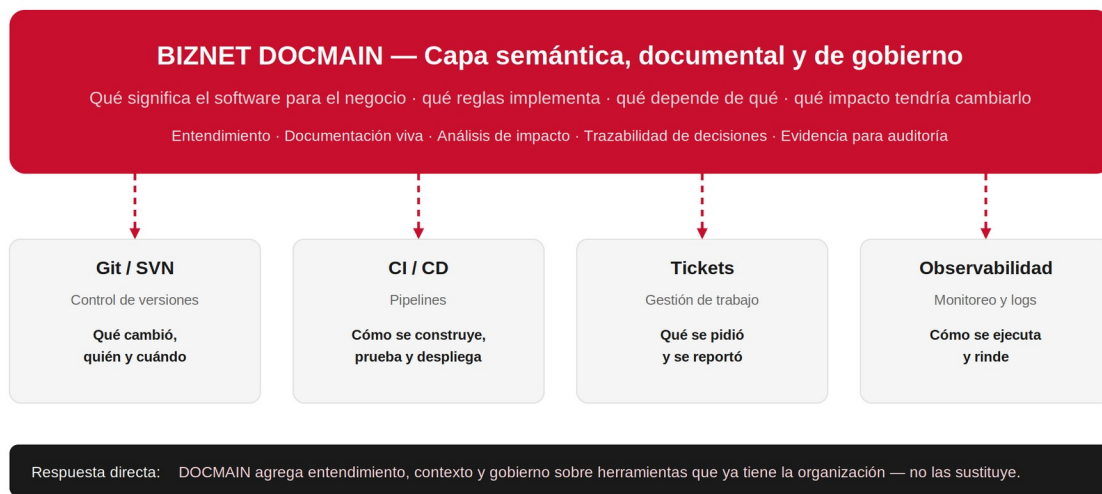 BIZNET DOCMAIN — Capa semántica, documental y de gobierno
Qué significa el software para el negocio · qué reglas implementa · qué depende de qué · qué impacto tendría cambiarlo
Entendimiento · Documentación viva · Análisis de impacto · Trazabilidad de decisiones · Evidencia para auditoría
Git / SVN
Control de versiones
Qué cambió,
quién y cuándo
CI / CD
Pipelines
Cómo se construye,
prueba y despliega
Tickets
Gestión de trabajo
Qué se pidió
y se reportó
Observabilidad
Monitoreo y logs
Cómo se ejecuta
y rinde
Respuesta directa: DOCMAIN agrega entendimiento, contexto y gobierno sobre herramientas que ya tiene la organización — no las sustituye.